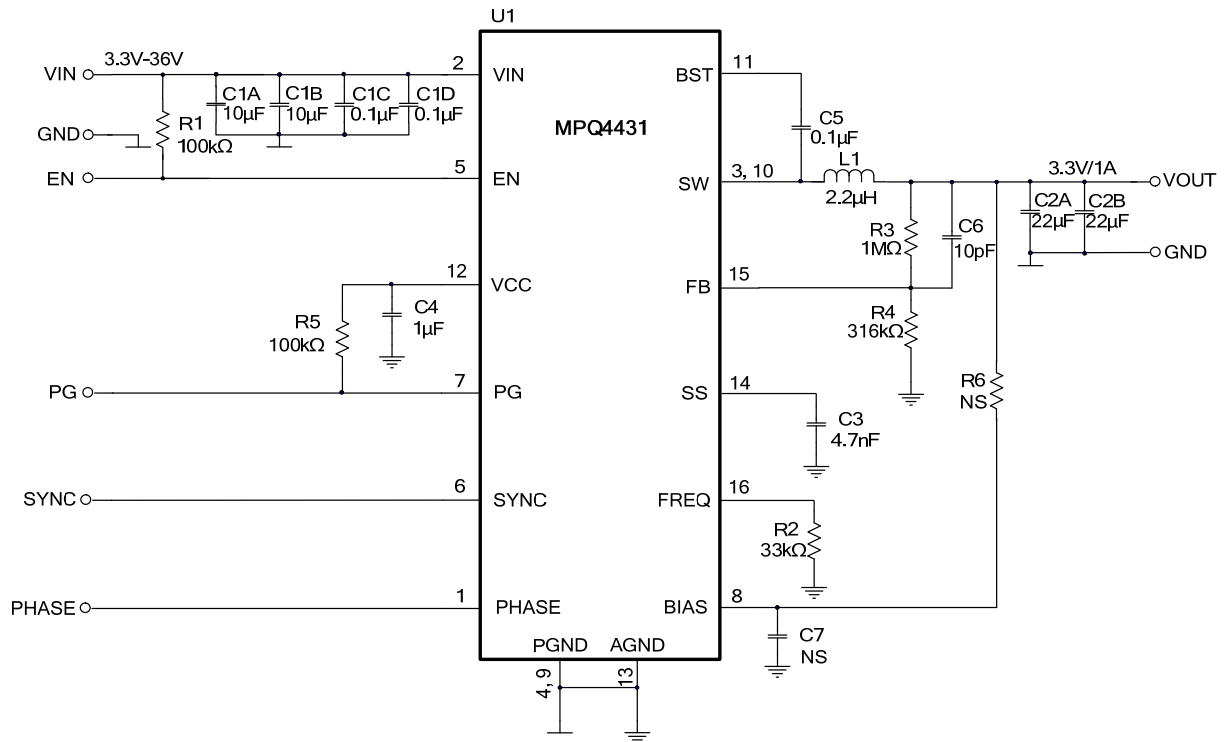 U1
MPQ4431
VIN
3.3V-36V
2
VIN
C1A
10µF
C1B
10µF
C1C
0.1µF
C1D
0.1µF
GND
R1
100kΩ
EN
5
EN
12
VCC
C4
1µF
R5
100kΩ
PG
7
PG
SYNC
6
SYNC
PHASE
1
PHASE
PGND
AGND
4, 9
13
BST
11
C5
0.1µF
SW
3, 10
L1
2.2µH
3.3V/1A
VOUT
C2A
22µF
C2B
22µF
GND
R3
1MΩ
C6
10pF
FB
15
R4
316kΩ
R6
NS
SS
14
C3
4.7nF
FREQ
16
R2
33kΩ
BIAS
8
C7
NS